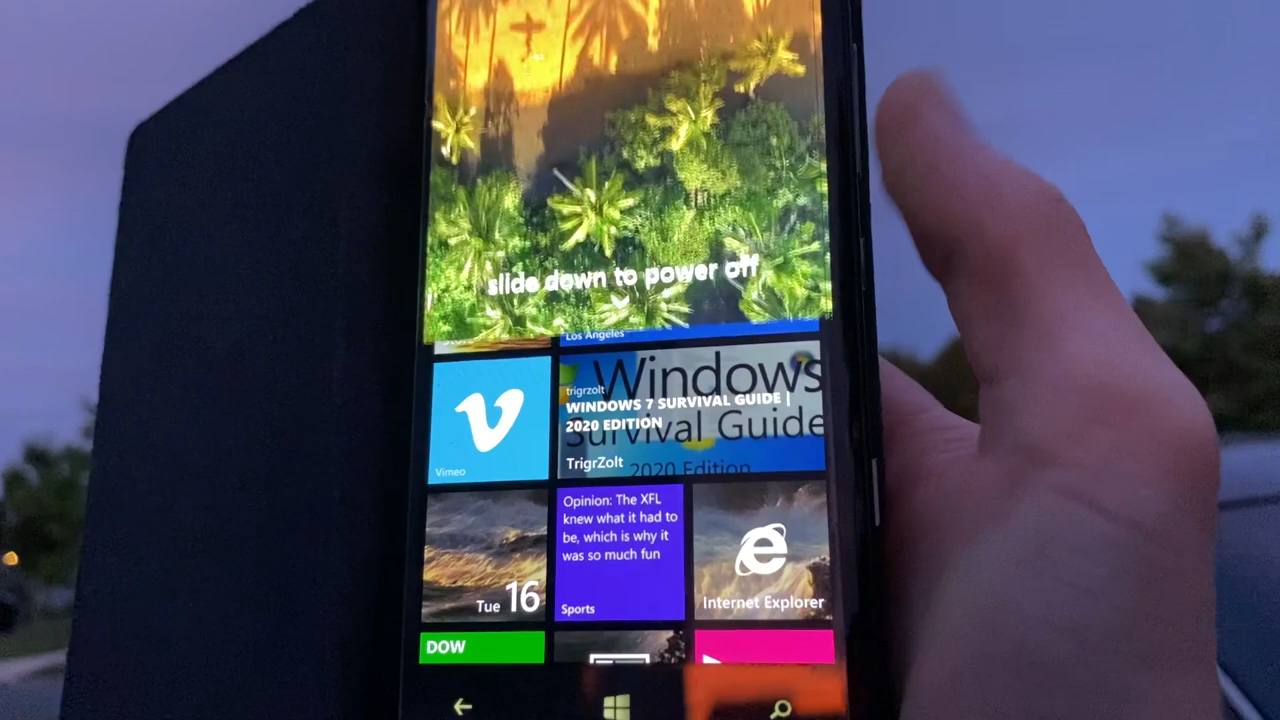 slide down to power off
Los Angeles
Windows
trigrzolt
WINDOWS 7 SURVIVAL GUIDE |
2020 EDITION
Survival Guide
TrigrZolt
2020 Edition
Vimeo
Opinion: The XFL
knew what it had to
be, which is why it
was so much fun
Tue 16
Sports
Internet Explorer
DOW